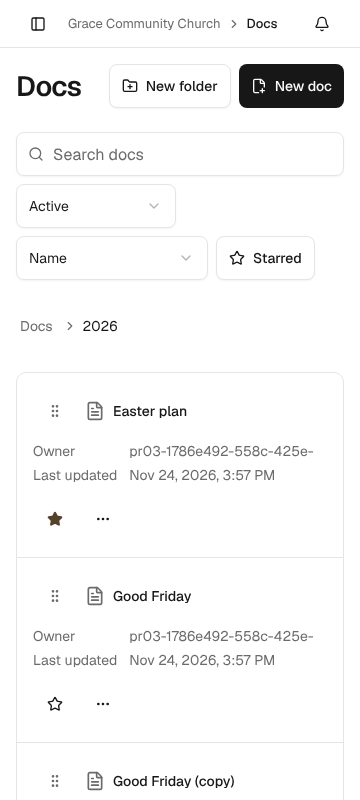 Grace Community Church > Docs
Docs
New folder
New doc
Search docs
Active
Name
Starred
Docs > 2026
Easter plan
Owner pr03-1786e492-558c-425e-
Last updated Nov 24, 2026, 3:57 PM
Good Friday
Owner pr03-1786e492-558c-425e-
Last updated Nov 24, 2026, 3:57 PM
Good Friday (copy)